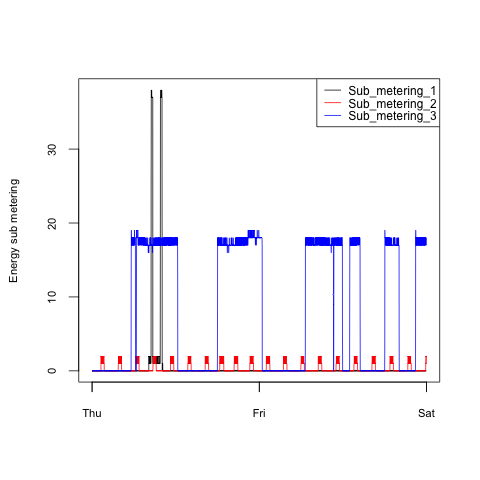 Sub_metering_1
Sub_metering_2
Sub_metering_3
Energy sub metering
30
20
10
0
Thu
Fri
Sat